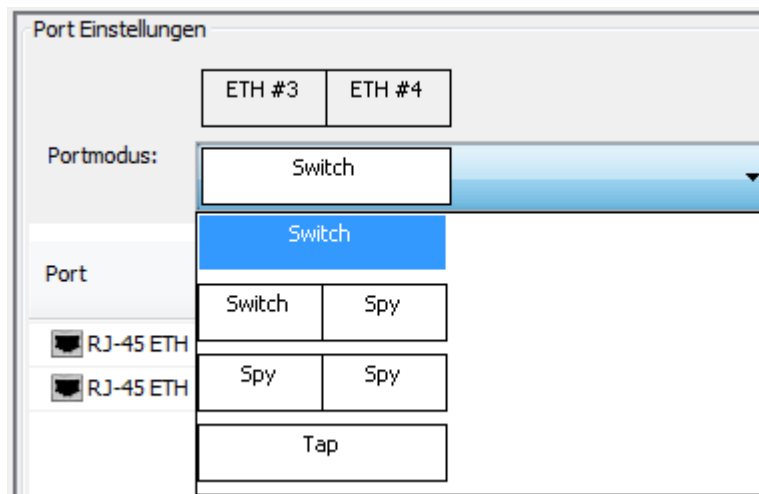 Port Einstellungen
ETH #3 ETH #4
Portmodus: Switch
Switch
Port
Switch Spy
RJ-45 ETH
Spy Spy
RJ-45 ETH
Tap